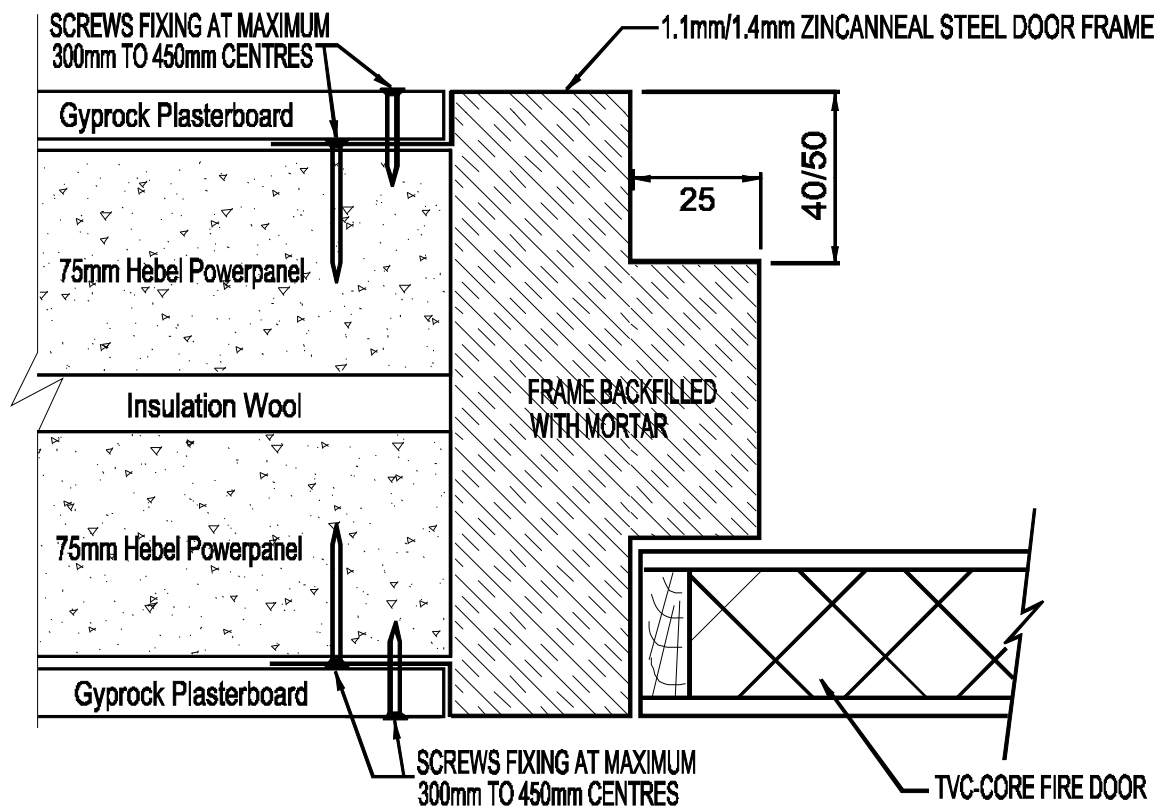 SCREWS FIXING AT MAXIMUM
300mm TO 450mm CENTRES
1.1mm/1.4mm ZINCANNEAL STEEL DOOR FRAME
Gyprock Plasterboard
40/50
25
75mm Hebel Powerpanel
FRAME BACKFILLED
WITH MORTAR
Insulation Wool
75mm Hebel Powerpanel
Gyprock Plasterboard
SCREWS FIXING AT MAXIMUM
300mm TO 450mm CENTRES
TVC-CORE FIRE DOOR